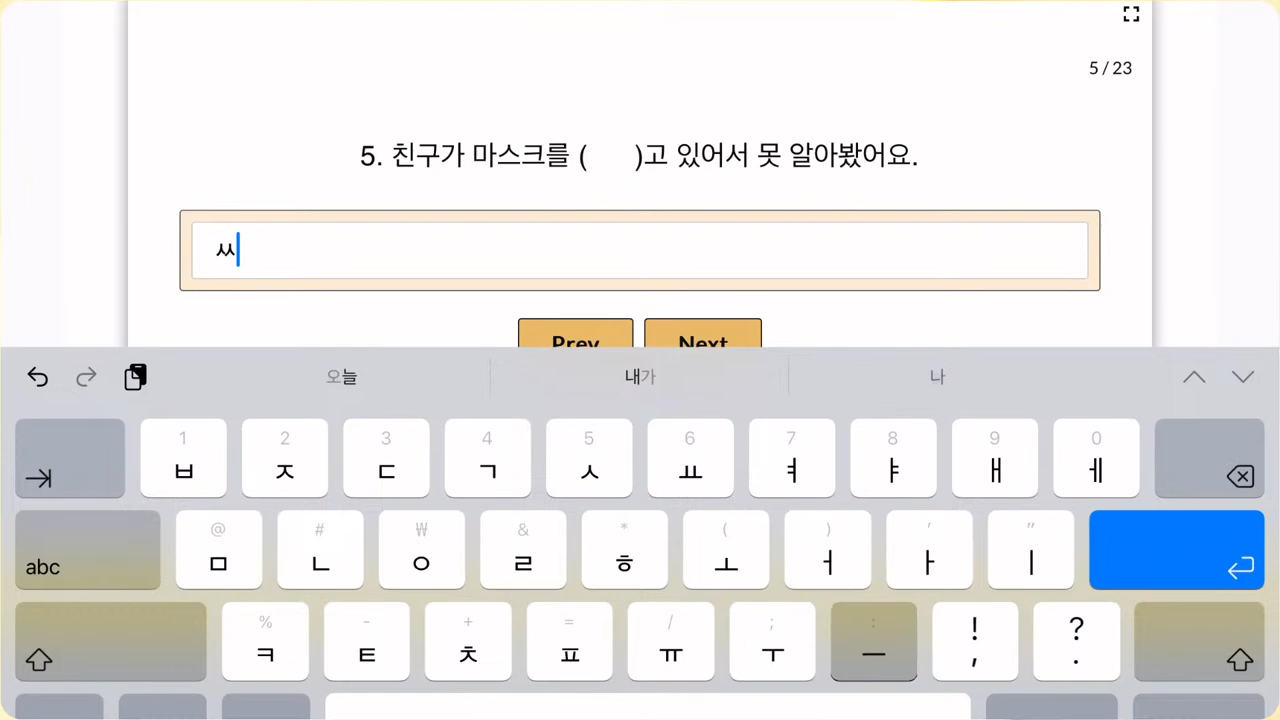 5 / 23
5. 친구가 마스크를 ( )고 있어서 못 알아봤어요.
ㅆ
Prev Next
오늘 내가 나
1 2 3 4 5 6 7 8 9 0
ㅂ ㅈ ㄷ ㄱ ㅅ ㅛ ㅕ ㅑ ㅐ ㅔ
@ # ₩ & * ( ) ' "
abc ㅁ ㄴ ㅇ ㄹ ㅎ ㅗ ㅓ ㅏ ㅣ
% - + = / ; : ! ?
ㅋ ㅌ ㅊ ㅍ ㅠ ㅜ ㅡ , .